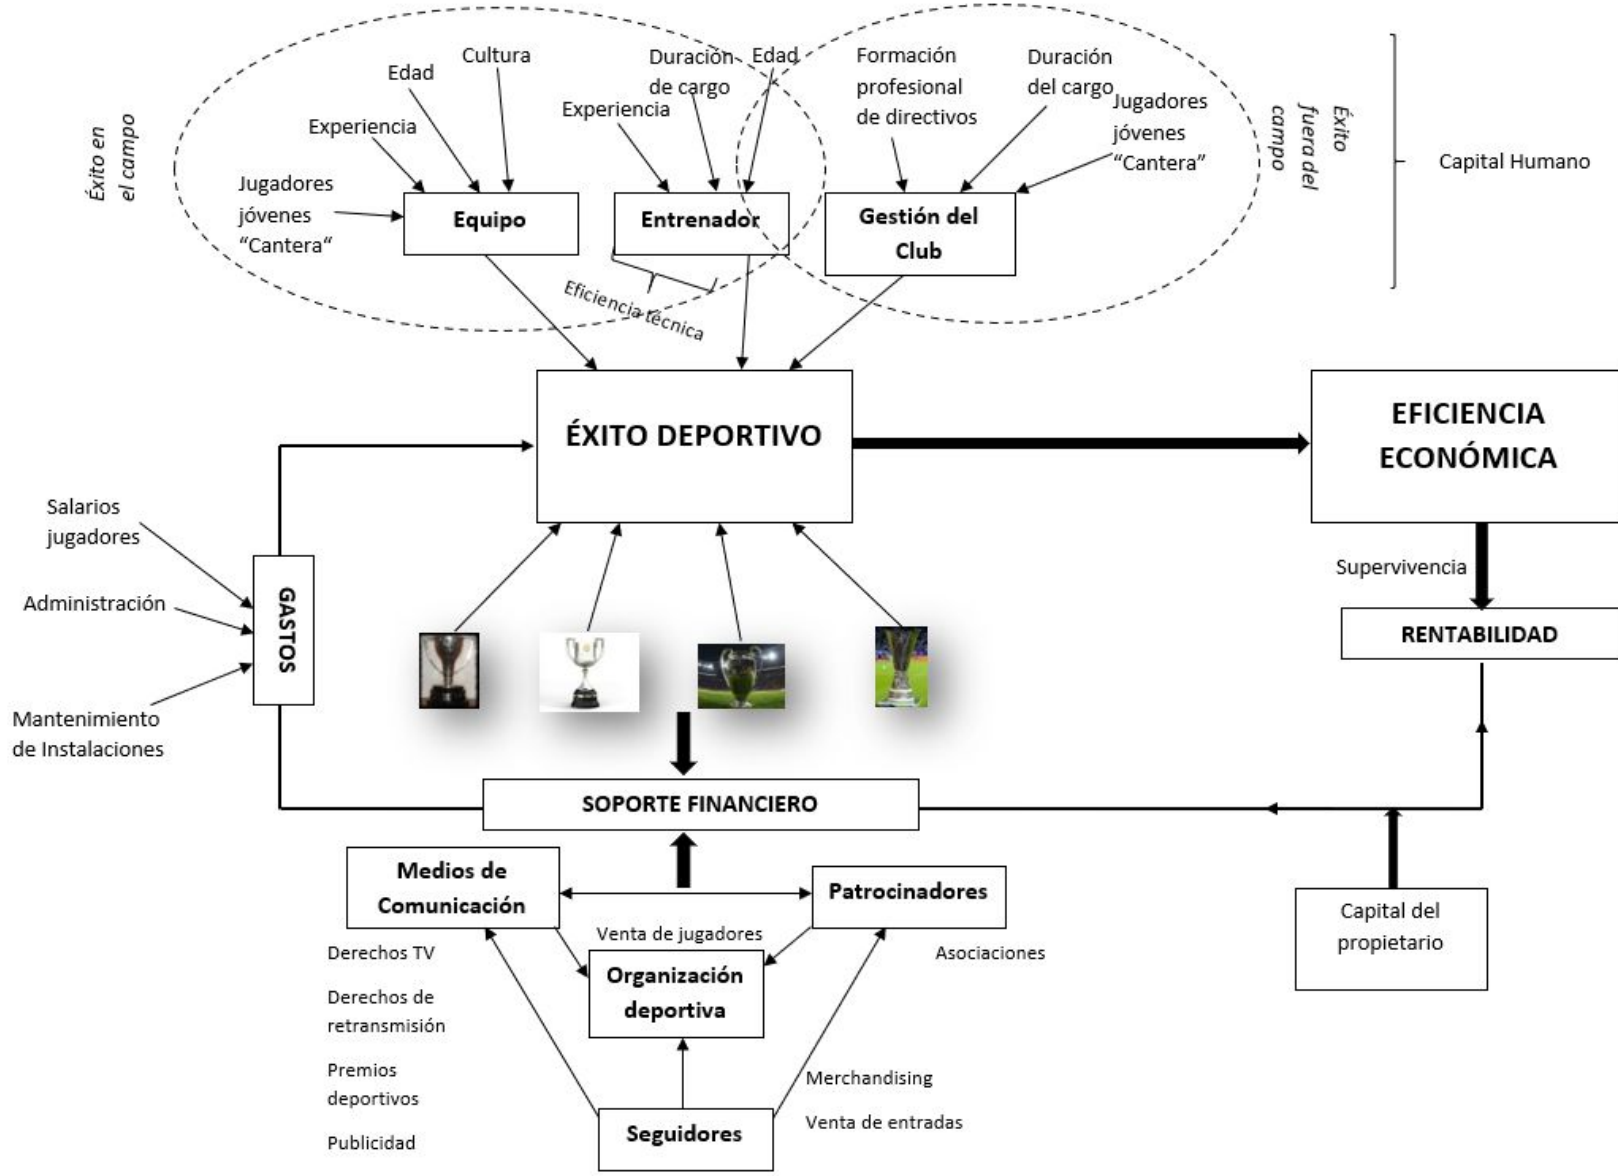 Éxito en
el campo
Jugadores
jóvenes
“Cantera“
Experiencia
Edad
Cultura
Equipo
Experiencia
Duración
de cargo
Edad
Entrenador
Eficiencia técnica
Formación
profesional
de directivos
Duración
del cargo
Jugadores
jóvenes
“Cantera”
Gestión del
Club
Éxito
fuera del
campo
Capital Humano
ÉXITO DEPORTIVO
EFICIENCIA
ECONÓMICA
Salarios
jugadores
Administración
Mantenimiento
de Instalaciones
GASTOS
Supervivencia
RENTABILIDAD
SOPORTE FINANCIERO
Medios de
Comunicación
Patrocinadores
Venta de jugadores
Organización
deportiva
Derechos TV
Derechos de
retransmisión
Premios
deportivos
Publicidad
Asociaciones
Merchandising
Venta de entradas
Seguidores
Capital del
propietario